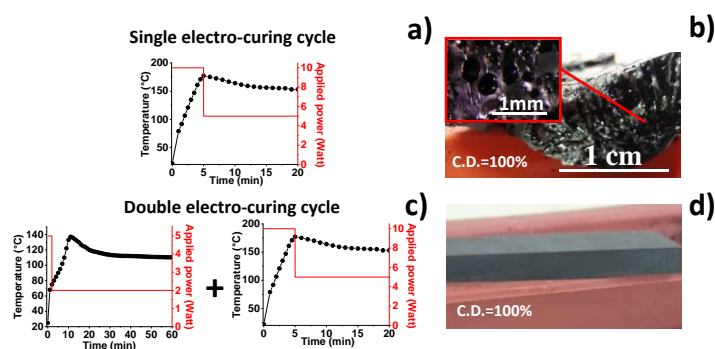 Single electro-curing cycle
a)
200
150
100
50
0
5
10
15
20
10
8
6
4
2
0
Temperature (°C)
Applied power (Watt)
Time (min)
b)
1mm
1 cm
C.D.=100%
Double electro-curing cycle
c)
140
120
100
80
60
40
20
0
10
20
30
40
50
60
5
4
3
2
1
0
Temperature (°C)
Applied power (Watt)
Time (min)
+
200
150
100
50
0
5
10
15
20
10
8
6
4
2
0
Temperature (°C)
Applied power (Watt)
Time (min)
d)
C.D.=100%